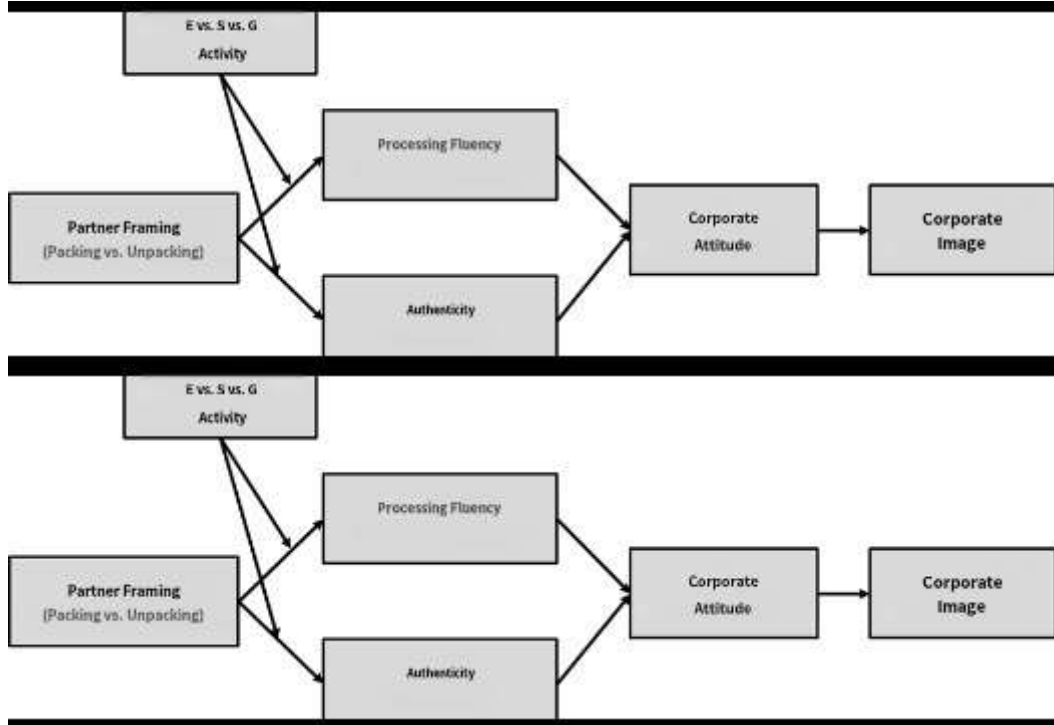 E vs. S vs. G
Activity
Processing Fluency
Partner Framing
(Packing vs. Unpacking)
Corporate
Attitude
Corporate
Image
Authenticity
E vs. S vs. G
Activity
Processing Fluency
Partner Framing
(Packing vs. Unpacking)
Corporate
Attitude
Corporate
Image
Authenticity